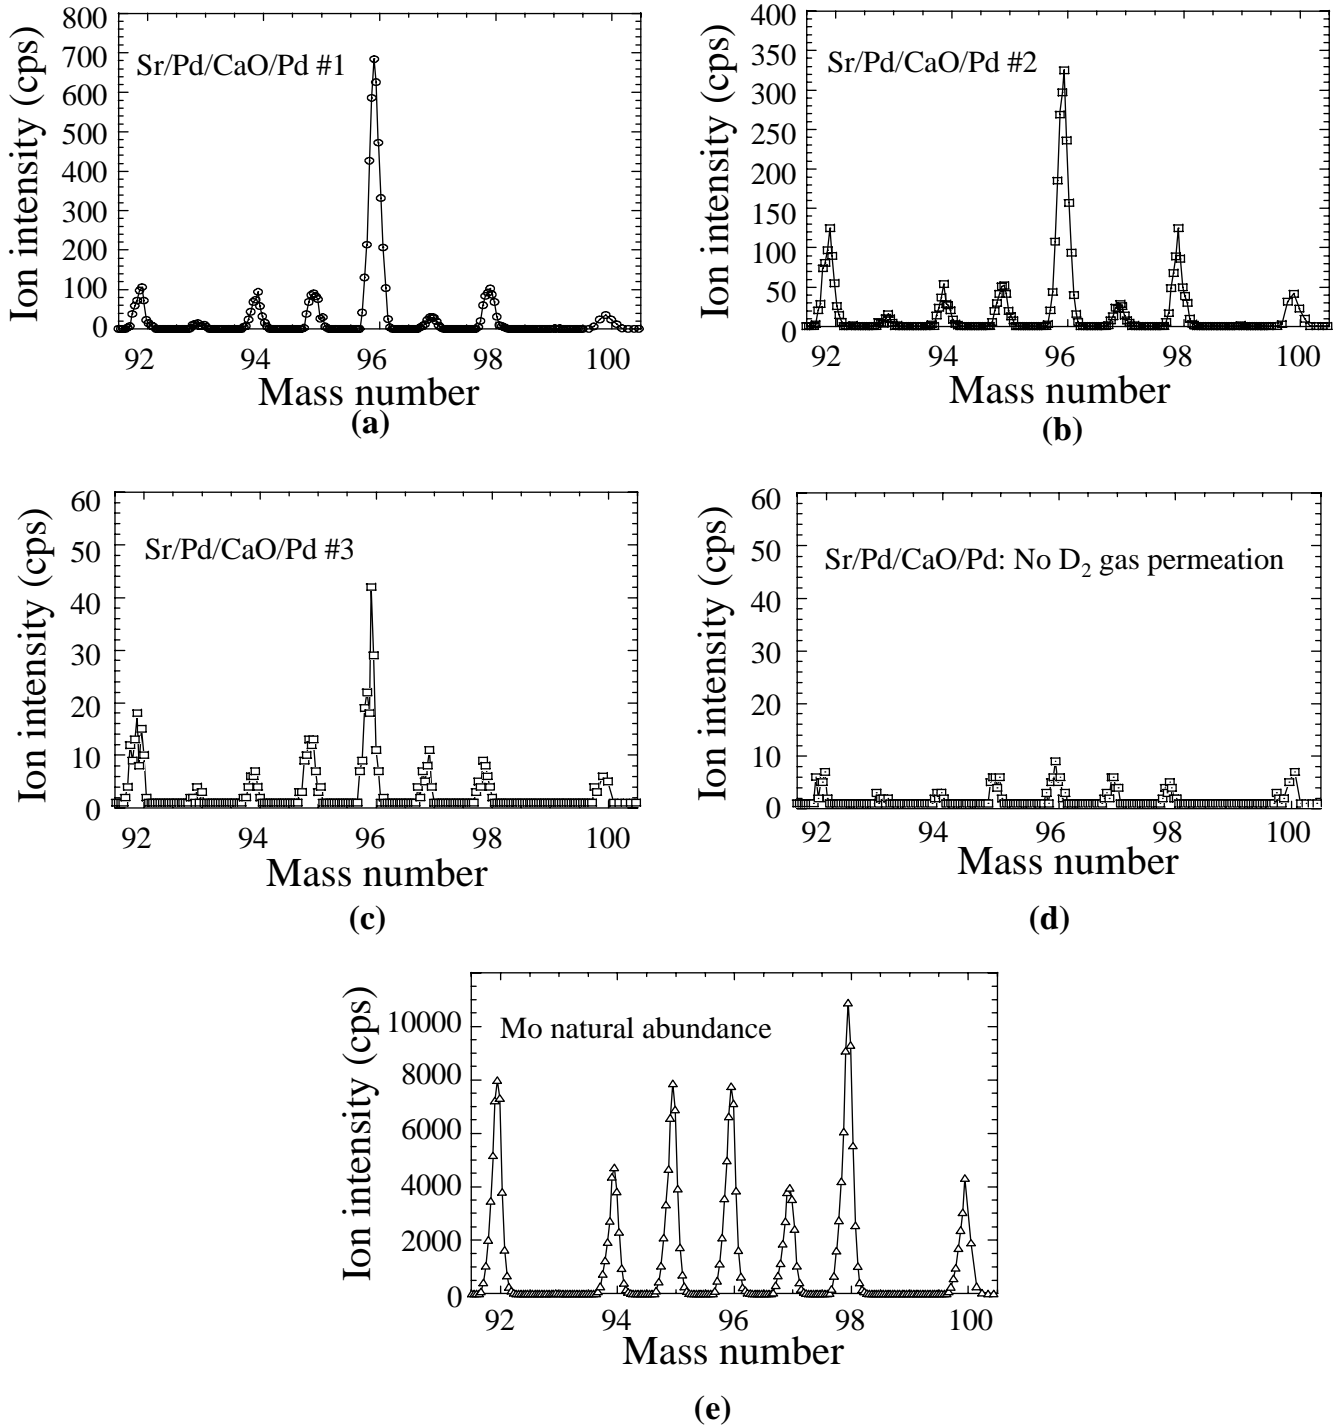 Ion intensity (cps)
800
700
600
500
400
300
200
100
0
Sr/Pd/CaO/Pd #1
92 94 96 98 100
Mass number
(a)
Ion intensity (cps)
400
350
300
250
200
150
100
50
0
Sr/Pd/CaO/Pd #2
92 94 96 98 100
Mass number
(b)
Ion intensity (cps)
60
50
40
30
20
10
0
Sr/Pd/CaO/Pd #3
92 94 96 98 100
Mass number
(c)
Ion intensity (cps)
60
50
40
30
20
10
0
Sr/Pd/CaO/Pd: No D₂ gas permeation
92 94 96 98 100
Mass number
(d)
Ion intensity (cps)
10000
8000
6000
4000
2000
0
Mo natural abundance
92 94 96 98 100
Mass number
(e)